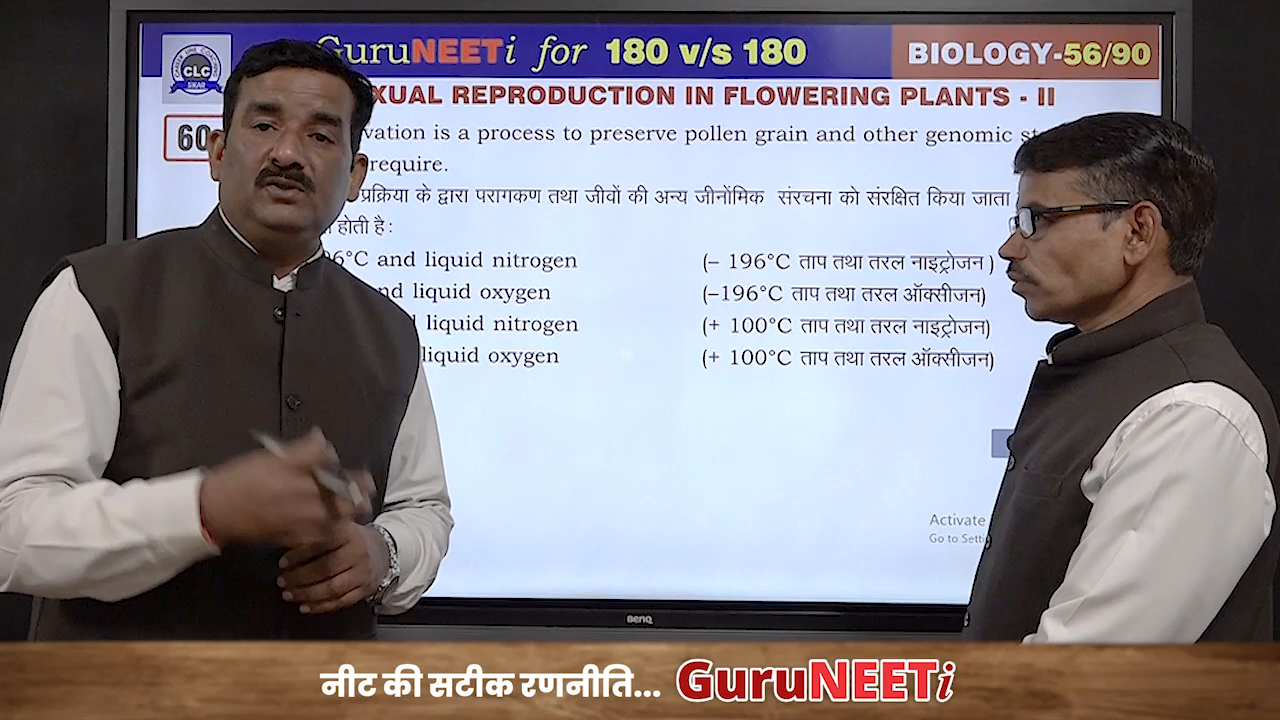 GuruNEETi for 180 v/s 180
BIOLOGY-56/90
CLC
SIKAR
XUAL REPRODUCTION IN FLOWERING PLANTS - II
60
vation is a process to preserve pollen grain and other genomic st
require.
प्रक्रिया के द्वारा परागकण तथा जीवों की अन्य जीनोंमिक संरचना को संरक्षित किया जाता
होती है :
96°C and liquid nitrogen (– 196°C ताप तथा तरल नाइट्रोजन )
nd liquid oxygen (–196°C ताप तथा तरल ऑक्सीजन)
liquid nitrogen (+ 100°C ताप तथा तरल नाइट्रोजन)
liquid oxygen (+ 100°C ताप तथा तरल ऑक्सीजन)
Activate
Go to Setti
BenQ
नीट की सटीक रणनीति... GuruNEETi